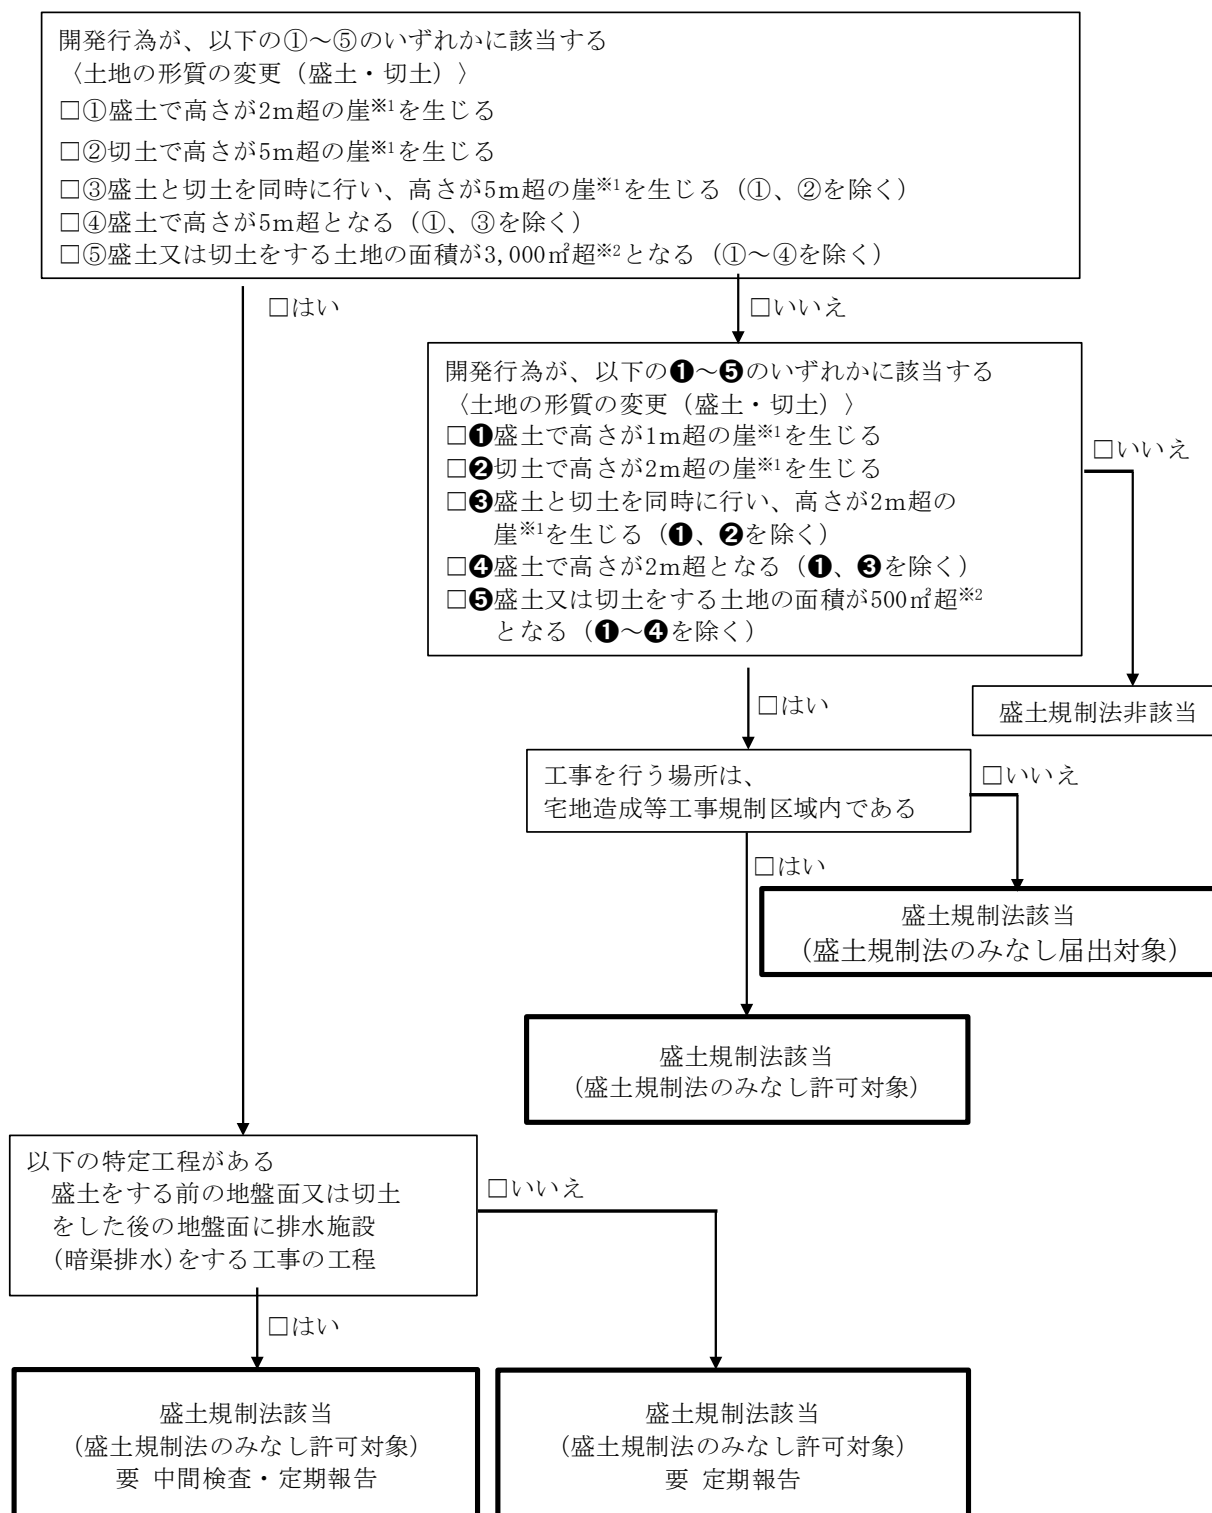 開発行為が、以下の①～⑤のいずれかに該当する
〈土地の形質の変更（盛土・切土）〉
□①盛土で高さが2m超の崖※1を生じる
□②切土で高さが5m超の崖※1を生じる
□③盛土と切土を同時に行い、高さが5m超の崖※1を生じる（①、②を除く）
□④盛土で高さが5m超となる（①、③を除く）
□⑤盛土又は切土をする土地の面積が3,000㎡超※2となる（①～④を除く）
□はい
□いいえ
開発行為が、以下の❶～❺のいずれかに該当する
〈土地の形質の変更（盛土・切土）〉
□❶盛土で高さが1m超の崖※1を生じる
□❷切土で高さが2m超の崖※1を生じる
□❸盛土と切土を同時に行い、高さが2m超の
崖※1を生じる（❶、❷を除く）
□❹盛土で高さが2m超となる（❶、❸を除く）
□❺盛土又は切土をする土地の面積が500㎡超※2
となる（❶～❹を除く）
□いいえ
□はい
盛土規制法非該当
工事を行う場所は、
宅地造成等工事規制区域内である
□いいえ
□はい
盛土規制法該当
（盛土規制法のみなし届出対象）
盛土規制法該当
（盛土規制法のみなし許可対象）
以下の特定工程がある
盛土をする前の地盤面又は切土
をした後の地盤面に排水施設
(暗渠排水)をする工事の工程
□いいえ
□はい
盛土規制法該当
（盛土規制法のみなし許可対象）
要 中間検査・定期報告
盛土規制法該当
（盛土規制法のみなし許可対象）
要 定期報告